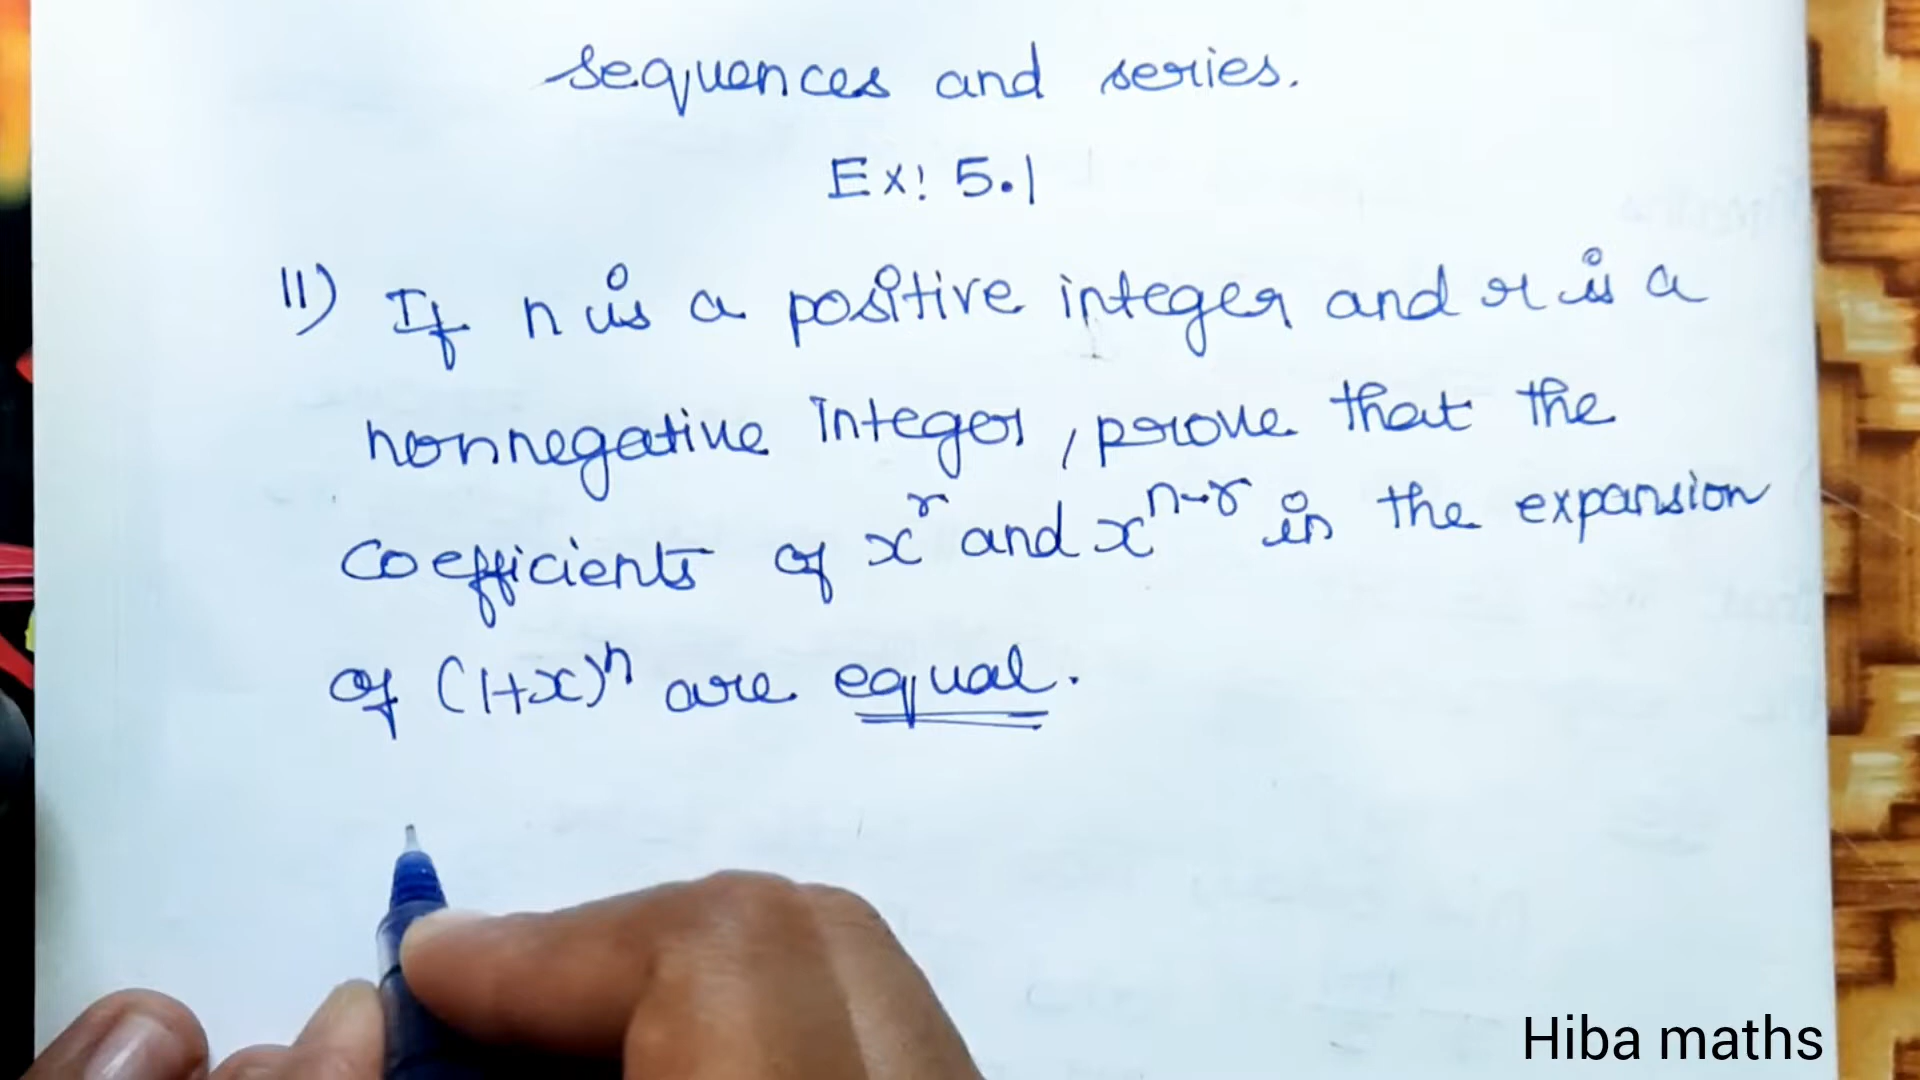 sequences and series.
Ex: 5.1
11) If n is a positive integer and r is a
nonnegative Integer, prove that the
coefficients of x^r and x^{n-r} in the expansion
of (1+x)^n are equal.
Hiba maths